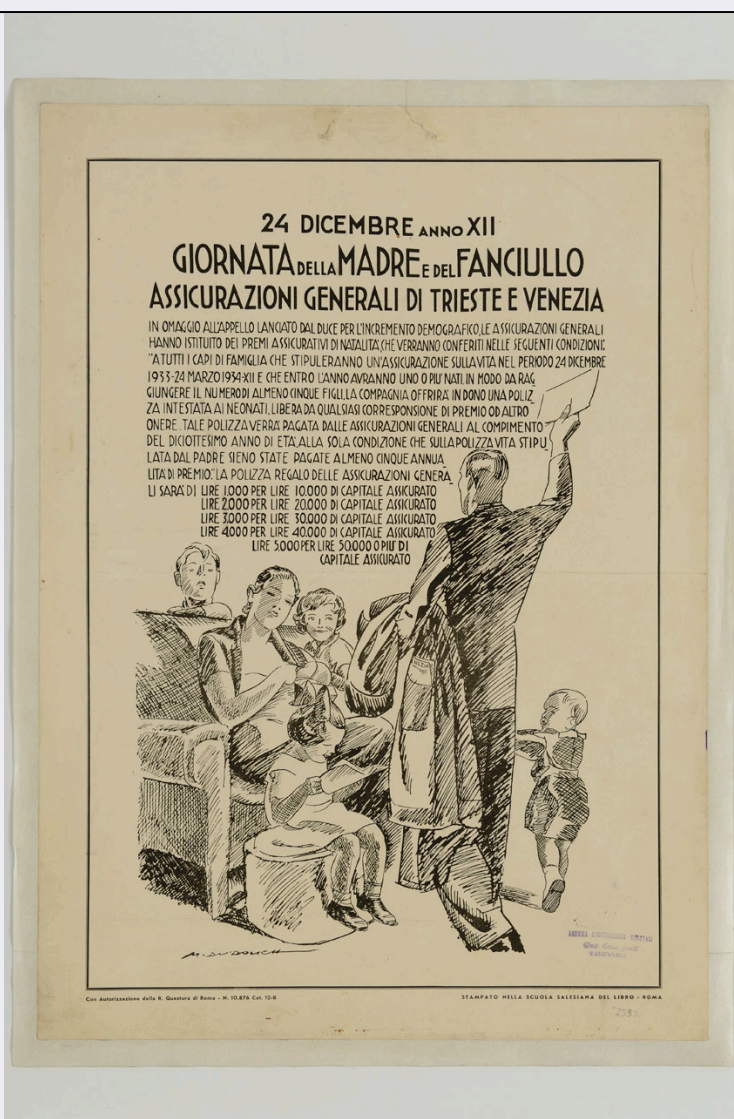 24 DICEMBRE ANNO XII
GIORNATA DELLA MADRE E DEL FANCIULLO
ASSICURAZIONI GENERALI DI TRIESTE E VENEZIA
IN OMAGGIO ALL'APPELLO LANCIATO DAL DUCE PER L'INCREMENTO DEMOGRAFICO, LE ASSICURAZIONI GENERALI
HANNO ISTITUITO DEI PREMI ASSICURATIVI DI NATALITÀ, CHE VERRANNO CONFERITI NELLE SEGUENTI CONDIZIONI:
"A TUTTI I CAPI DI FAMIGLIA CHE STIPULERANNO UN'ASSICURAZIONE SULLA VITA NEL PERIODO 24 DICEMBRE
1933-24 MARZO 1934-XII E CHE ENTRO L'ANNO AVRANNO UNO O PIU' NATI, IN MODO DA RAG
GIUNGERE IL NUMERO DI ALMENO CINQUE FIGLI, LA COMPAGNIA OFFRIRÀ IN DONO UNA POLIZ
ZA INTESTATA AI NEONATI, LIBERA DA QUALSIASI CORRESPONSIONE DI PREMIO OD ALTRO
ONERE. TALE POLIZZA VERRÀ PAGATA DALLE ASSICURAZIONI GENERALI AL COMPIMENTO
DEL DICIOTTESIMO ANNO DI ETÀ, ALLA SOLA CONDIZIONE CHE SULLA POLIZZA VITA STIPU
LATA DAL PADRE SIENO STATE PAGATE ALMENO CINQUE ANNUA
LITÀ DI PREMIO." LA POLIZZA REGALO DELLE ASSICURAZIONI GENERA
LI SARÀ DI LIRE 1.000 PER LIRE 10.000 DI CAPITALE ASSICURATO
LIRE 2.000 PER LIRE 20.000 DI CAPITALE ASSICURATO
LIRE 3.000 PER LIRE 30.000 DI CAPITALE ASSICURATO
LIRE 4.000 PER LIRE 40.000 DI CAPITALE ASSICURATO
LIRE 5.000 PER LIRE 50.000 O PIU' DI
CAPITALE ASSICURATO
Con Autorizzazione della R. Questura di Roma - N. 10.876 Cat. 12-B
STAMPATO NELLA SCUOLA SALESIANA DEL LIBRO - ROMA